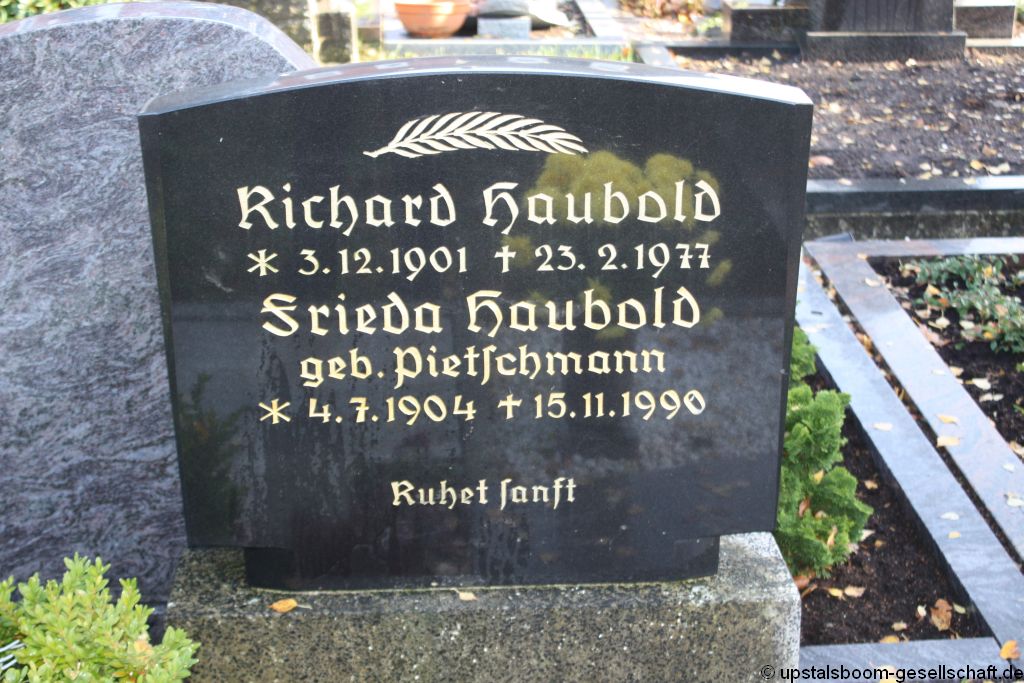 Richard Haubold
* 3.12.1901 † 23.2.1977
Frieda Haubold
geb. Pietſchmann
* 4.7.1904 † 15.11.1990
Ruhet ſanft
© upstalsboom-gesellschaft.de